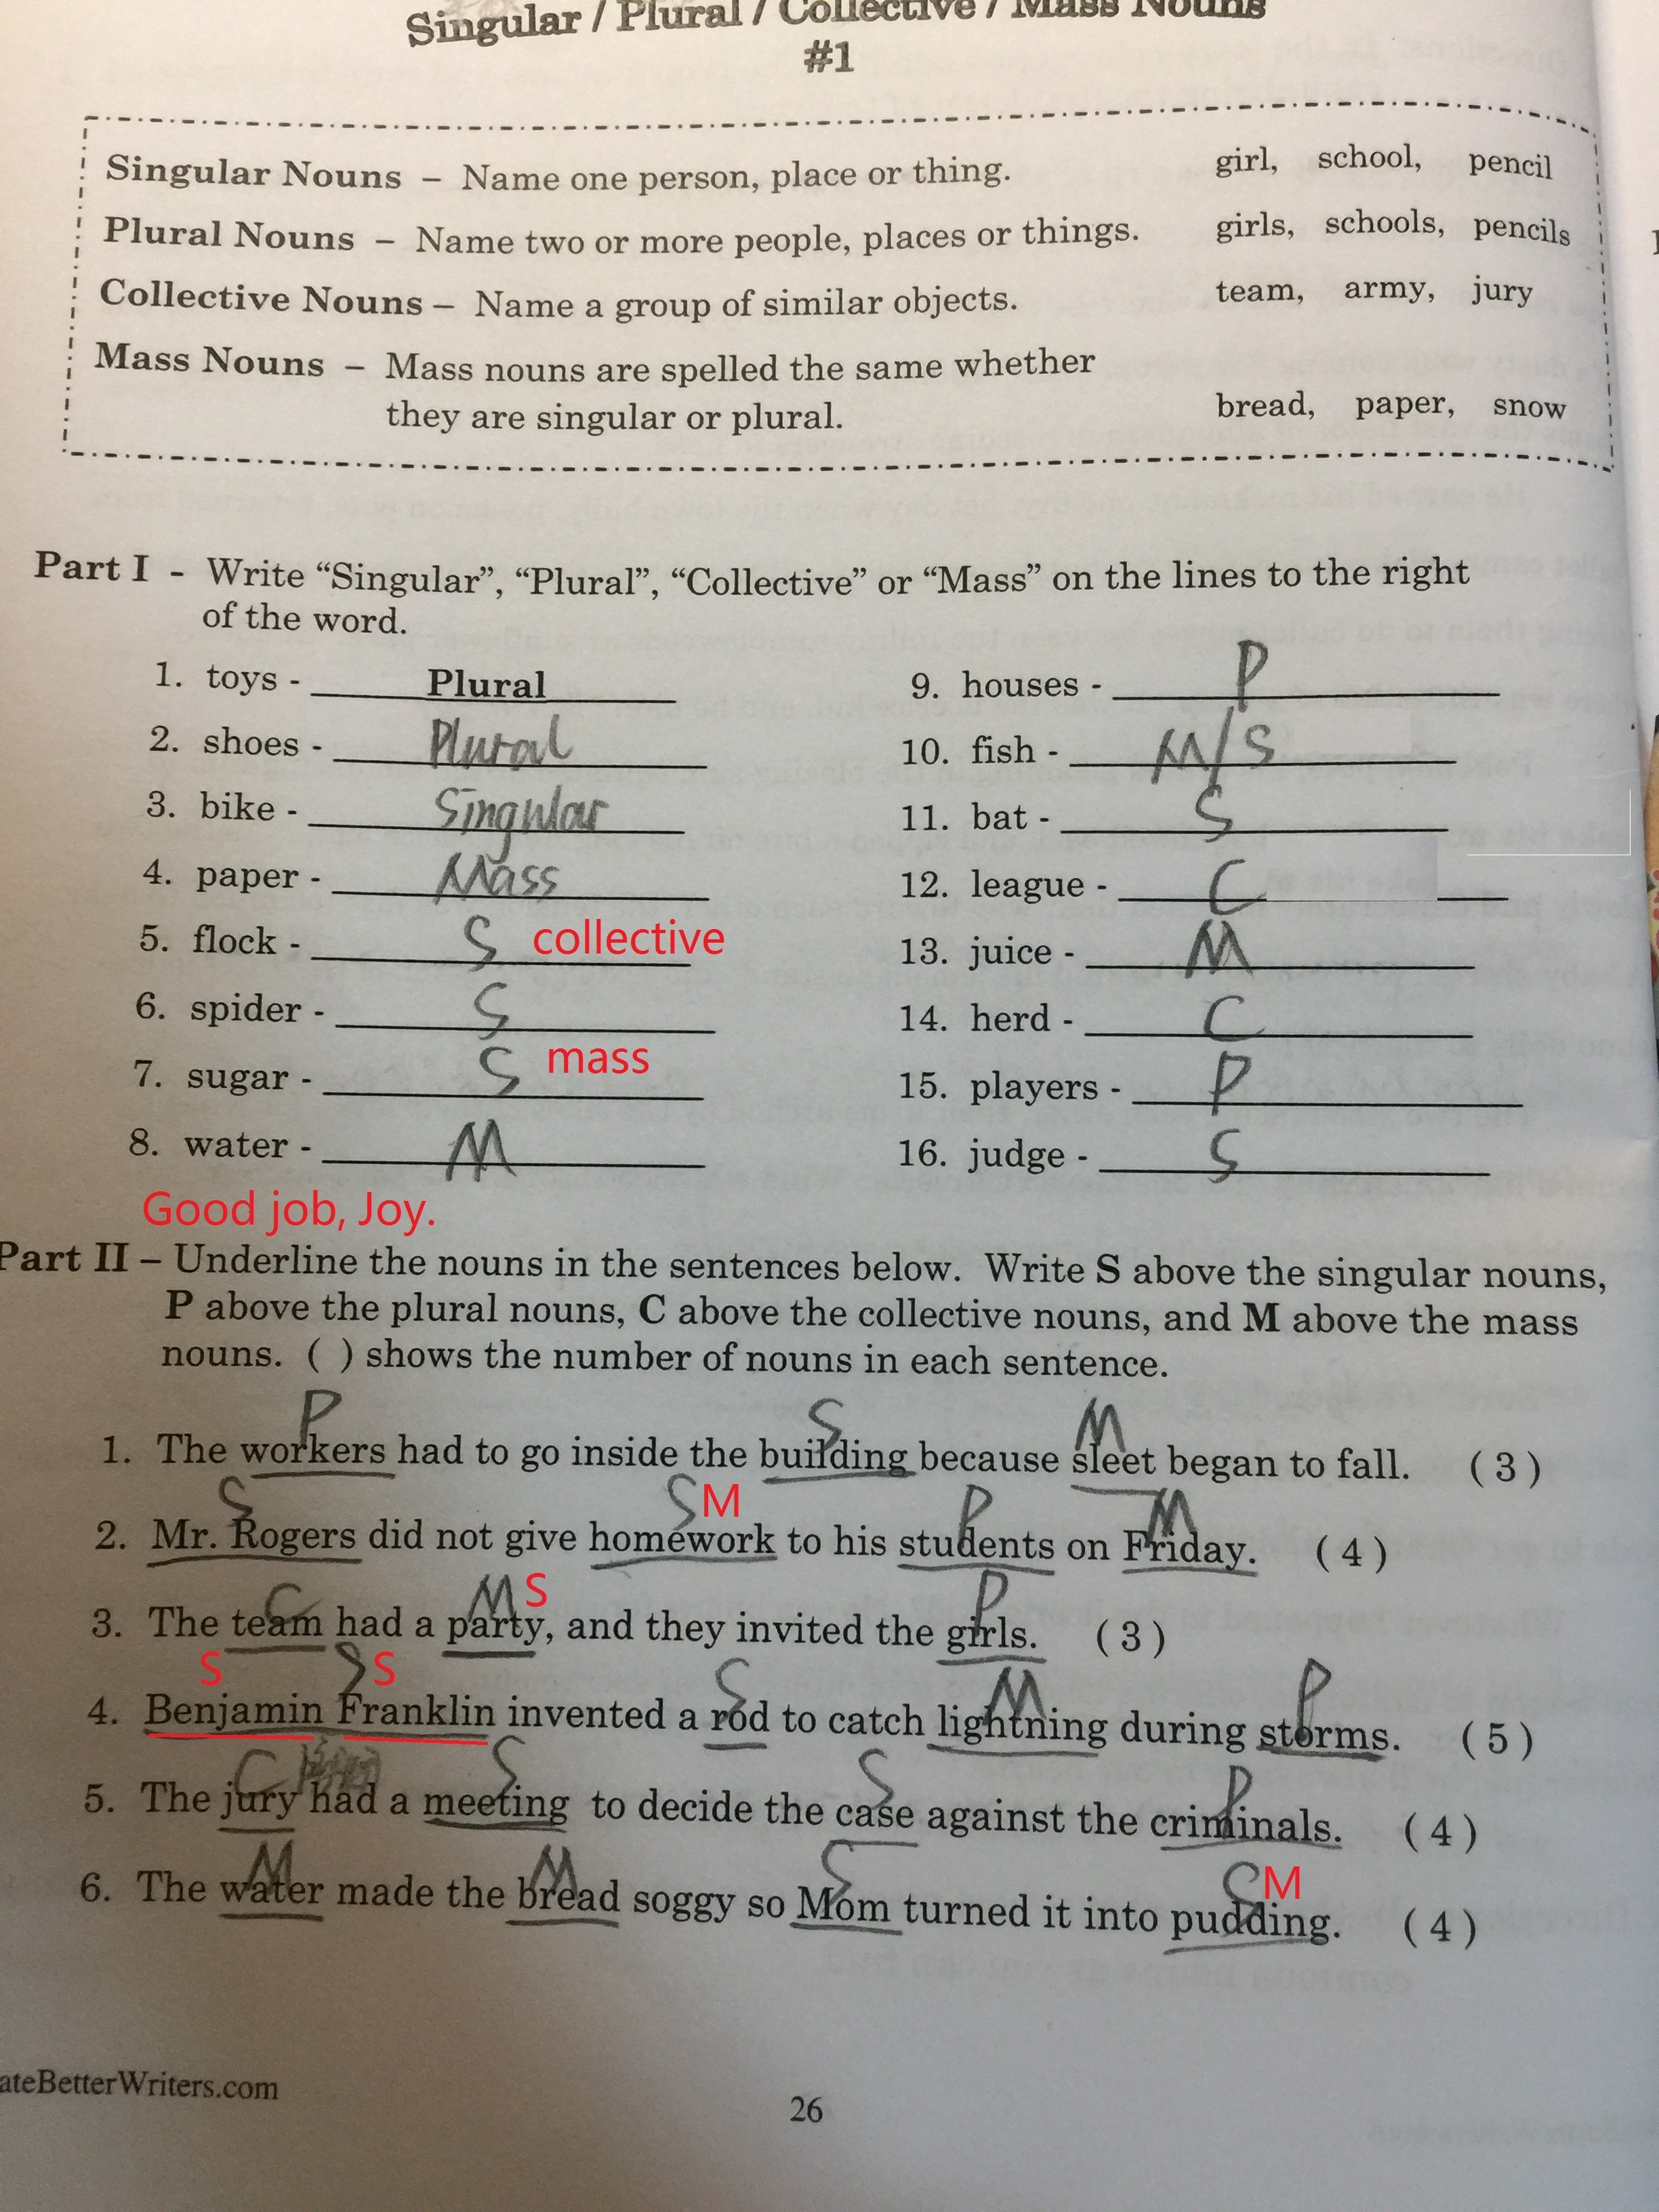 Singular / Plural / Collective / Mass Nouns
#1
Singular Nouns – Name one person, place or thing. girl, school, pencil
Plural Nouns – Name two or more people, places or things. girls, schools, pencils
Collective Nouns – Name a group of similar objects. team, army, jury
Mass Nouns – Mass nouns are spelled the same whether
they are singular or plural. bread, paper, snow
Part I - Write “Singular”, “Plural”, “Collective” or “Mass” on the lines to the right
of the word.
1. toys - Plural
2. shoes - Plural
3. bike - Singular
4. paper - Mass
5. flock - S collective
6. spider - S
7. sugar - S mass
8. water - M
9. houses - P
10. fish - M/S
11. bat - S
12. league - C
13. juice - M
14. herd - C
15. players - P
16. judge - S
Good job, Joy.
Part II – Underline the nouns in the sentences below. Write S above the singular nouns,
P above the plural nouns, C above the collective nouns, and M above the mass
nouns. ( ) shows the number of nouns in each sentence.
P S M
1. The workers had to go inside the building because sleet began to fall. ( 3 )
S S M P M
2. Mr. Rogers did not give homework to his students on Friday. ( 4 )
C M S P
3. The team had a party, and they invited the girls. ( 3 )
S S S S M P
4. Benjamin Franklin invented a rod to catch lightning during storms. ( 5 )
C S S P
5. The jury had a meeting to decide the case against the criminals. ( 4 )
M M S S M
6. The water made the bread soggy so Mom turned it into pudding. ( 4 )
ateBetterWriters.com
26